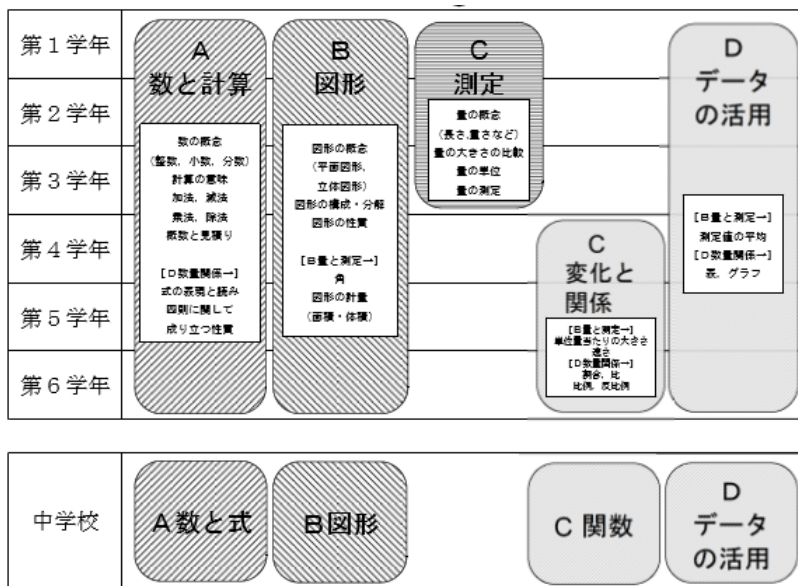 第１学年
第２学年
第３学年
第４学年
第５学年
第６学年
A
数と計算
数の概念
(整数，小数，分数)
計算の意味
加法，減法
乗法，除法
概数と見積り
[D数量関係→]
式の表現と読み
四則に関して
成り立つ性質
B
図形
図形の概念
(平面図形，
立体図形)
図形の構成・分解
図形の性質
[B量と測定→]
角
図形の計量
(面積・体積)
C
測定
量の概念
(長さ,重さなど)
量の大きさの比較
量の単位
量の測定
C
変化と
関係
[B量と測定→]
単位量当たりの大きさ
速さ
[D数量関係→]
割合，比
比例，反比例
D
データ
の活用
[B量と測定→]
測定値の平均
[D数量関係→]
表，グラフ
中学校
A数と式
B図形
C 関数
D
データ
の活用